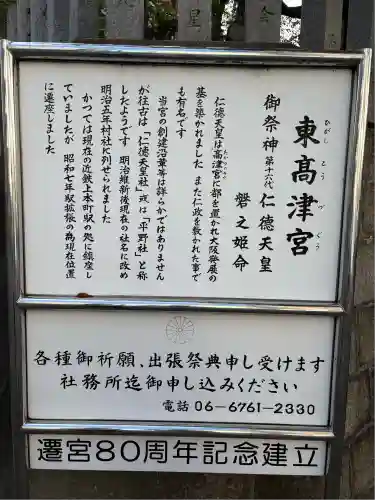 東高津宮
ひがしこうづぐう
御祭神 第十六代 仁徳天皇
磐之姫命
仁徳天皇は高津宮に都を置かれ大阪発展の
基を築かれました また仁政を敷かれた事で
も有名です
当宮の創建沿革等は詳らかではありません
が往古は「仁徳天皇社」或は「平野社」と称
したようです 明治維新後現在の社名に改め
明治五年村社に列せられました
かつては現在の近鉄上本町駅の処に鎮座し
ていましたが 昭和七年駅拡張の為現在位置
に遷座しました
各種御祈願、出張祭典申し受けます
社務所迄御申し込みください
電話 06-6761-2330
遷宮80周年記念建立